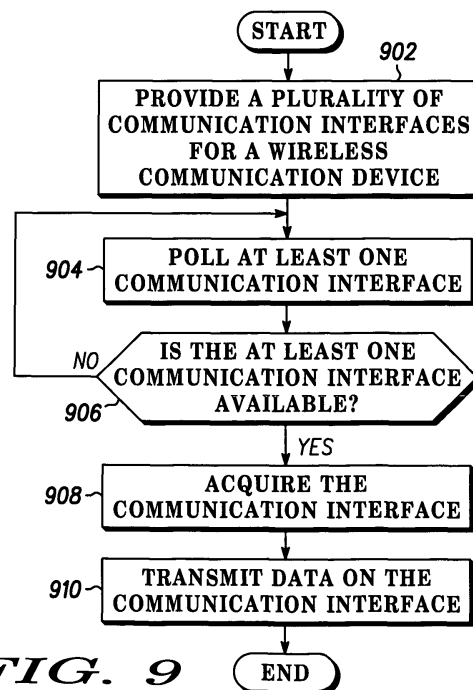 START
902
PROVIDE A PLURALITY OF
COMMUNICATION INTERFACES
FOR A WIRELESS
COMMUNICATION DEVICE
904
POLL AT LEAST ONE
COMMUNICATION INTERFACE
NO
IS THE AT LEAST ONE
COMMUNICATION INTERFACE
AVAILABLE?
906
YES
908
ACQUIRE THE
COMMUNICATION INTERFACE
910
TRANSMIT DATA ON THE
COMMUNICATION INTERFACE
FIG. 9
END